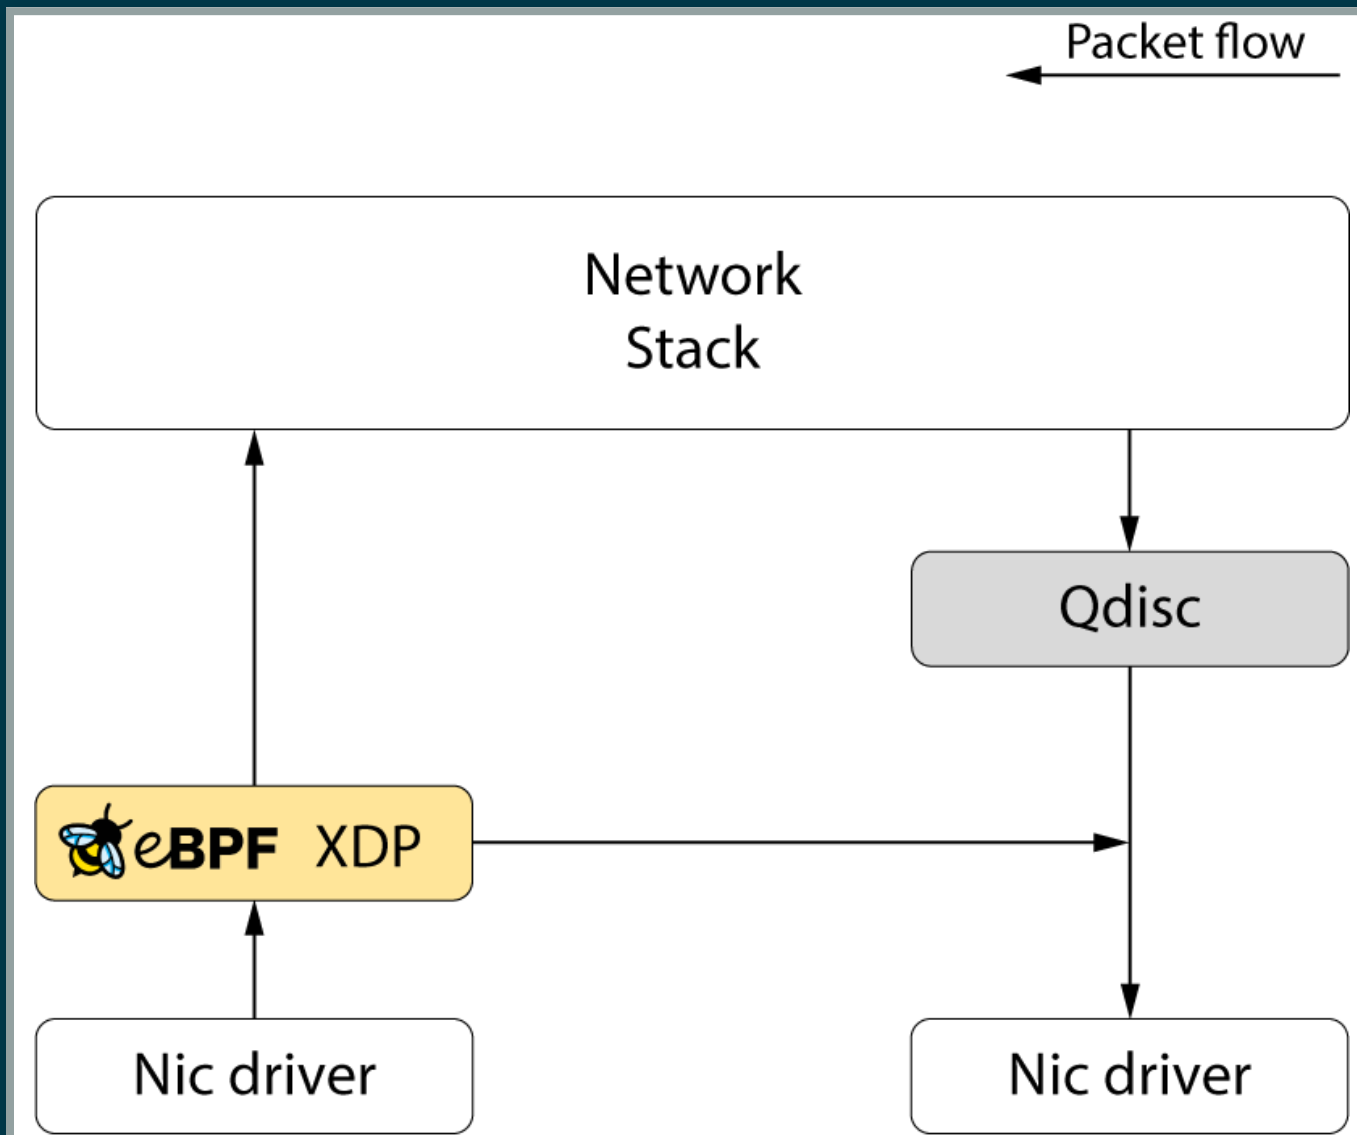 Packet flow
Network
Stack
Qdisc
eBPF XDP
Nic driver
Nic driver